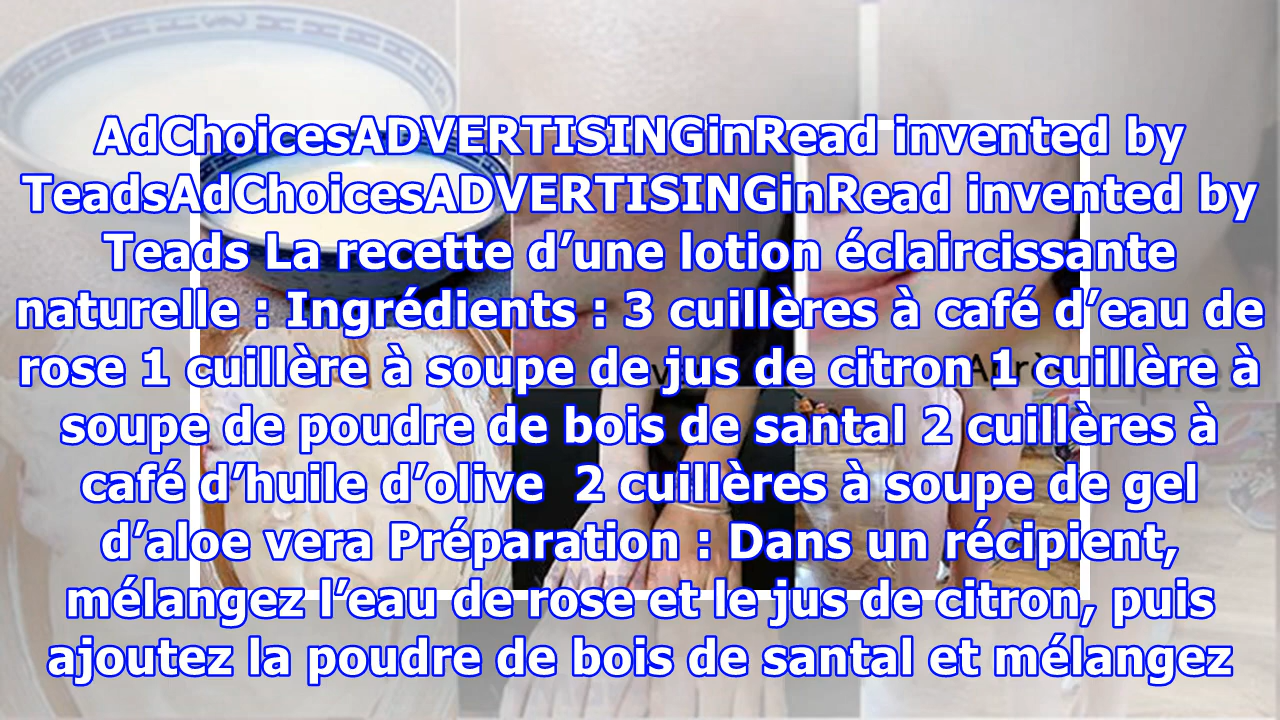 AdChoicesADVERTISINGinRead invented by
TeadsAdChoicesADVERTISINGinRead invented by
Teads La recette d’une lotion éclaircissante
naturelle : Ingrédients : 3 cuillères à café d’eau de
rose 1 cuillère à soupe de jus de citron 1 cuillère à
soupe de poudre de bois de santal 2 cuillères à
café d’huile d’olive  2 cuillères à soupe de gel
d’aloe vera Préparation : Dans un récipient,
mélangez l’eau de rose et le jus de citron, puis
ajoutez la poudre de bois de santal et mélangez